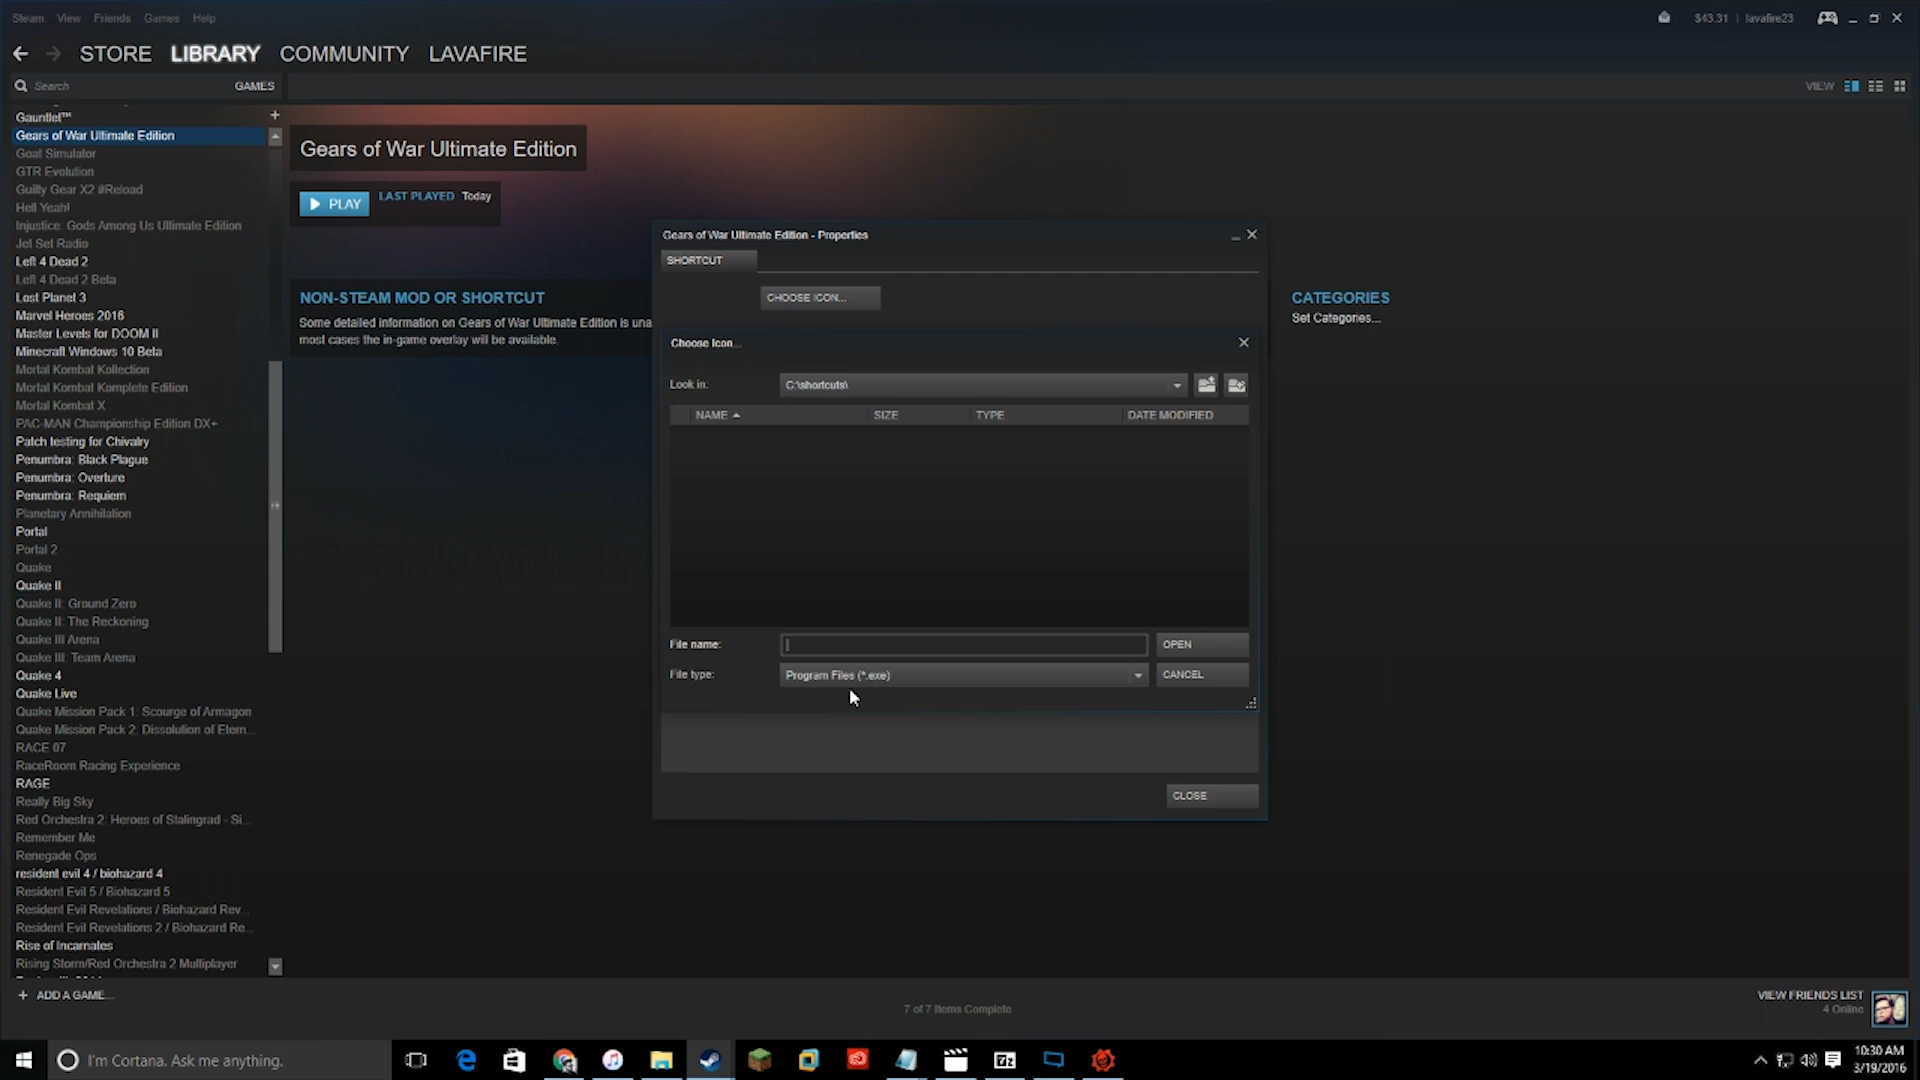 Steam View Friends Games Help
$43.31 | lavafire23
STORE LIBRARY COMMUNITY LAVAFIRE
Search
GAMES
VIEW
Gauntlet™
Gears of War Ultimate Edition
Goat Simulator
GTR Evolution
Guilty Gear X2 #Reload
Hell Yeah!
Injustice: Gods Among Us Ultimate Edition
Jet Set Radio
Left 4 Dead 2
Left 4 Dead 2 Beta
Lost Planet 3
Marvel Heroes 2016
Master Levels for DOOM II
Minecraft Windows 10 Beta
Mortal Kombat Kollection
Mortal Kombat Komplete Edition
Mortal Kombat X
PAC-MAN Championship Edition DX+
Patch testing for Chivalry
Penumbra: Black Plague
Penumbra: Overture
Penumbra: Requiem
Planetary Annihilation
Portal
Portal 2
Quake
Quake II
Quake II: Ground Zero
Quake II: The Reckoning
Quake III Arena
Quake III: Team Arena
Quake 4
Quake Live
Quake Mission Pack 1: Scourge of Armagon
Quake Mission Pack 2: Dissolution of Etern...
RACE 07
RaceRoom Racing Experience
RAGE
Really Big Sky
Red Orchestra 2: Heroes of Stalingrad - Si...
Remember Me
Renegade Ops
resident evil 4 / biohazard 4
Resident Evil 5 / Biohazard 5
Resident Evil Revelations / Biohazard Rev...
Resident Evil Revelations 2 / Biohazard Re...
Rise of Incarnates
Rising Storm/Red Orchestra 2 Multiplayer
+ ADD A GAME...
Gears of War Ultimate Edition
PLAY
LAST PLAYED Today
NON-STEAM MOD OR SHORTCUT
Some detailed information on Gears of War Ultimate Edition is una
most cases the in-game overlay will be available.
Gears of War Ultimate Edition - Properties
SHORTCUT
CHOOSE ICON...
Choose Icon...
Look in:
C:\shortcuts\
NAME SIZE TYPE DATE MODIFIED
File name:
OPEN
File type:
Program Files (*.exe)
CANCEL
CLOSE
CATEGORIES
Set Categories...
7 of 7 Items Complete
VIEW FRIENDS LIST
4 Online
I'm Cortana. Ask me anything.
10:30 AM
3/19/2016